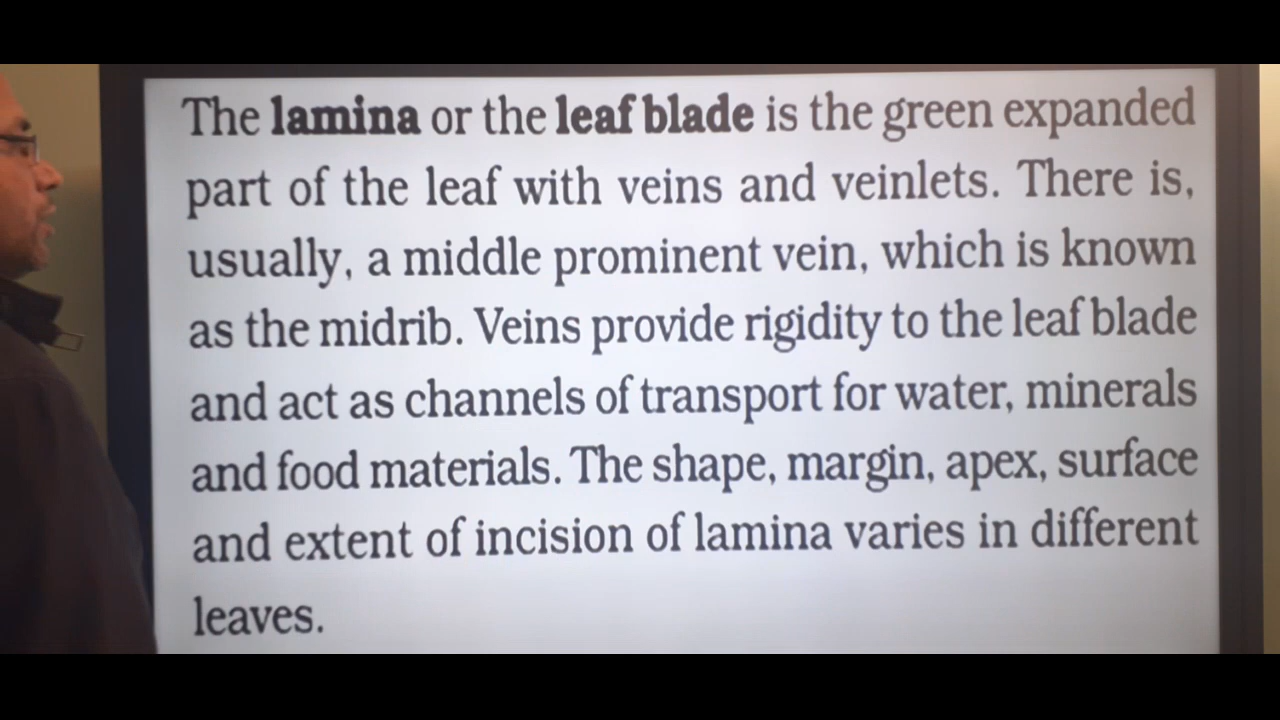 The lamina or the leaf blade is the green expanded
part of the leaf with veins and veinlets. There is,
usually, a middle prominent vein, which is known
as the midrib. Veins provide rigidity to the leaf blade
and act as channels of transport for water, minerals
and food materials. The shape, margin, apex, surface
and extent of incision of lamina varies in different
leaves.